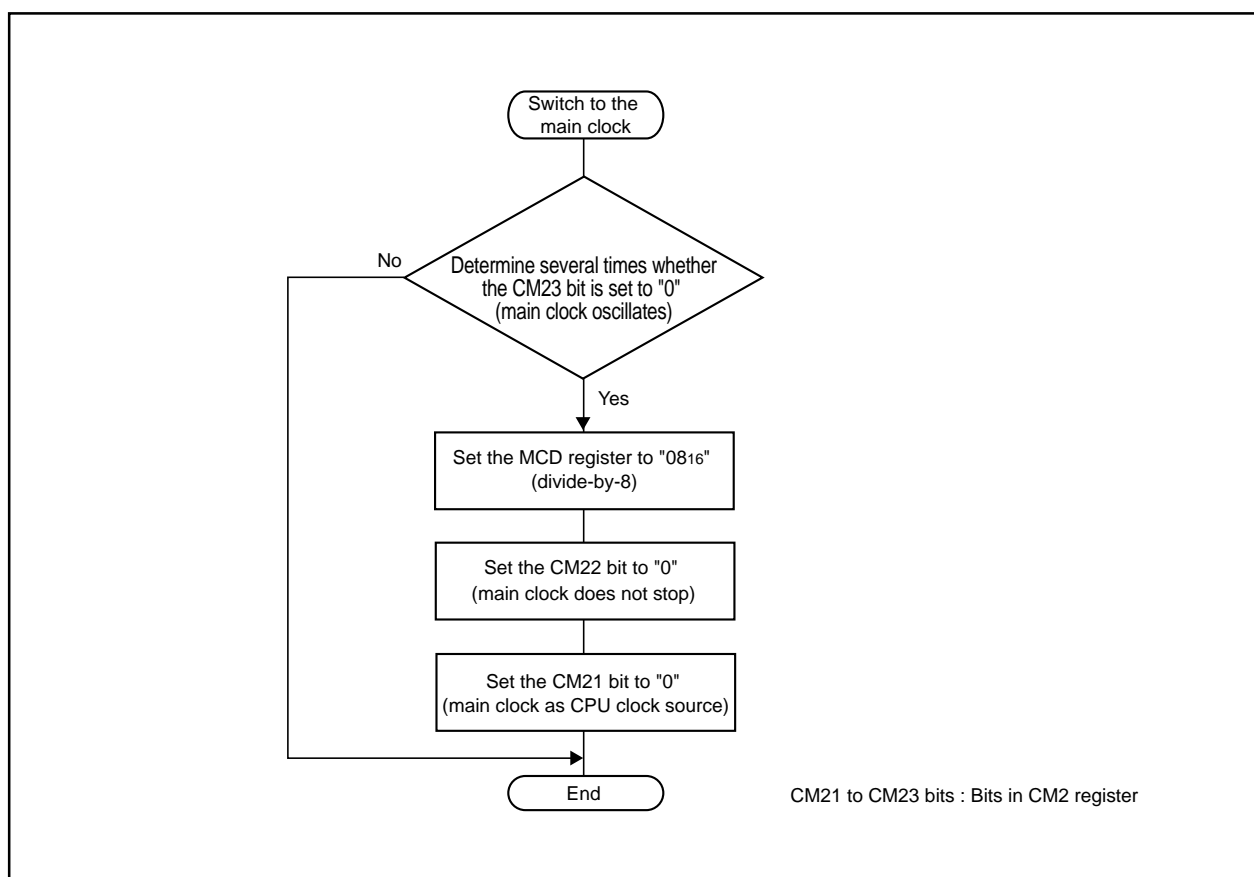 Switch to the
main clock
No
Determine several times whether
the CM23 bit is set to "0"
(main clock oscillates)
Yes
Set the MCD register to "0816"
(divide-by-8)
Set the CM22 bit to "0"
(main clock does not stop)
Set the CM21 bit to "0"
(main clock as CPU clock source)
End
CM21 to CM23 bits : Bits in CM2 register